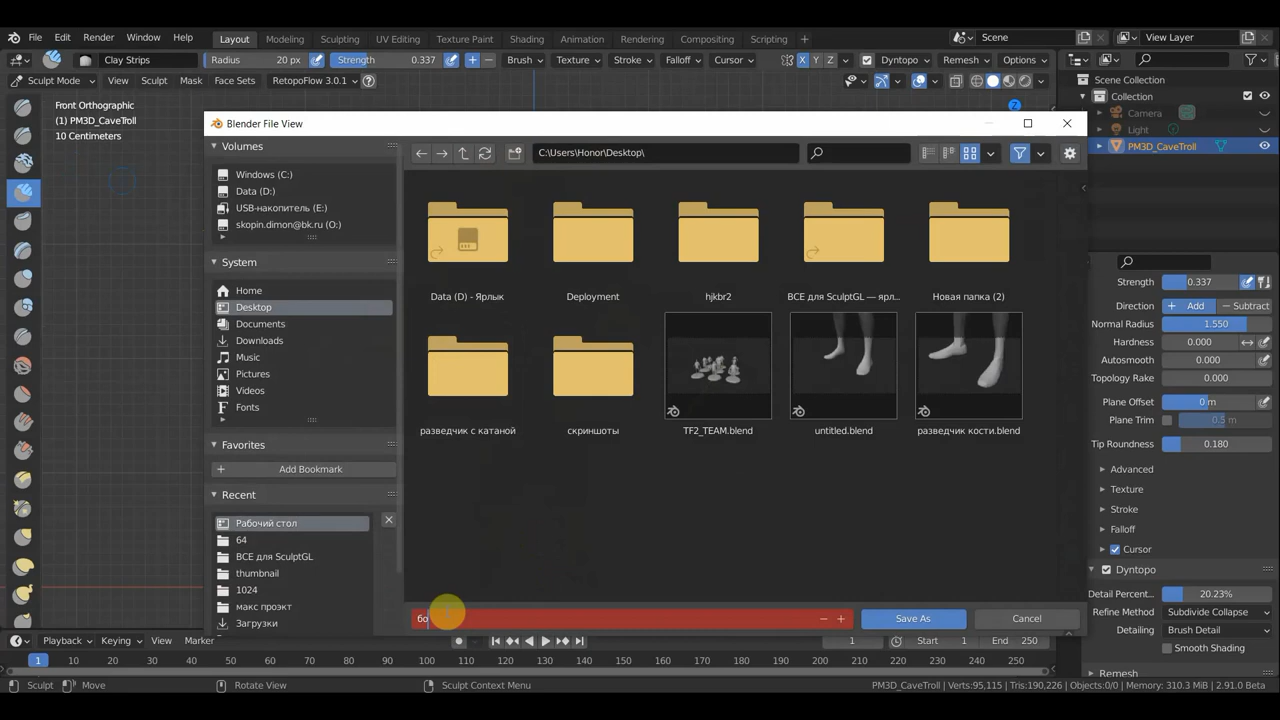 File Edit Render Window Help Layout Modeling Sculpting UV Editing Texture Paint Shading Animation Rendering Compositing Scripting + Scene View Layer
Clay Strips Radius 20 px Strength 0.337 + − Brush Texture Stroke Falloff Cursor X Y Z Dyntopo Remesh Options
Sculpt Mode View Sculpt Mask Face Sets RetopoFlow 3.0.1 ?
Scene Collection
Collection
Camera
Light
PM3D_CaveTroll
Front Orthographic
(1) PM3D_CaveTroll
10 Centimeters
Z
Blender File View
Volumes
Windows (C:)
Data (D:)
USB-накопитель (E:)
skopin.dimon@bk.ru (O:)
System
Home
Desktop
Documents
Downloads
Music
Pictures
Videos
Fonts
Favorites
+ Add Bookmark
Recent
Рабочий стол
64
ВСЕ для SculptGL
thumbnail
1024
макс проэкт
Загрузки
C:\Users\Honor\Desktop\
Data (D) - Ярлык Deployment hjkbr2 ВСЕ для SculptGL — ярл... Новая папка (2)
разведчик с катаной скриншоты TF2_TEAM.blend untitled.blend разведчик кости.blend
бо − + Save As Cancel
Strength 0.337
Direction + Add − Subtract
Normal Radius 1.550
Hardness 0.000
Autosmooth 0.000
Topology Rake 0.000
Plane Offset 0 m
Plane Trim 0.5 m
Tip Roundness 0.180
Advanced
Texture
Stroke
Falloff
Cursor
Dyntopo
Detail Percent... 20.23%
Refine Method Subdivide Collapse
Detailing Brush Detail
Smooth Shading
Remesh
Playback Keying View Marker 1 Start 1 End 250
1 10 20 30 40 50 60 70 80 90 100 110 120 130 140 150 160 170 180 190 200 210 220 230 240 250
Sculpt Move Rotate View Sculpt Context Menu PM3D_CaveTroll | Verts:95,115 | Tris:190,226 | Objects:0/0 | Memory: 310.3 MiB | 2.91.0 Beta